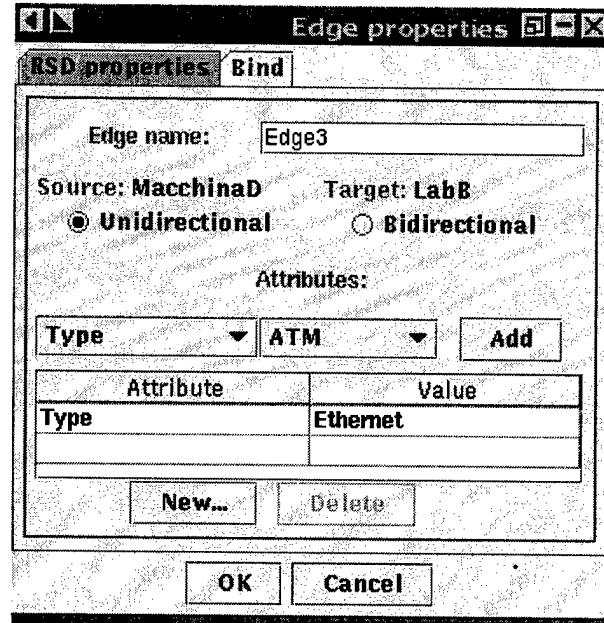 Edge properties
RSD properties Bind
Edge name: Edge3
Source: MacchinaD Target: LabB
Unidirectional Bidirectional
Attributes:
Type ATM Add
Attribute Value
Type Ethernet
New... Delete
OK Cancel